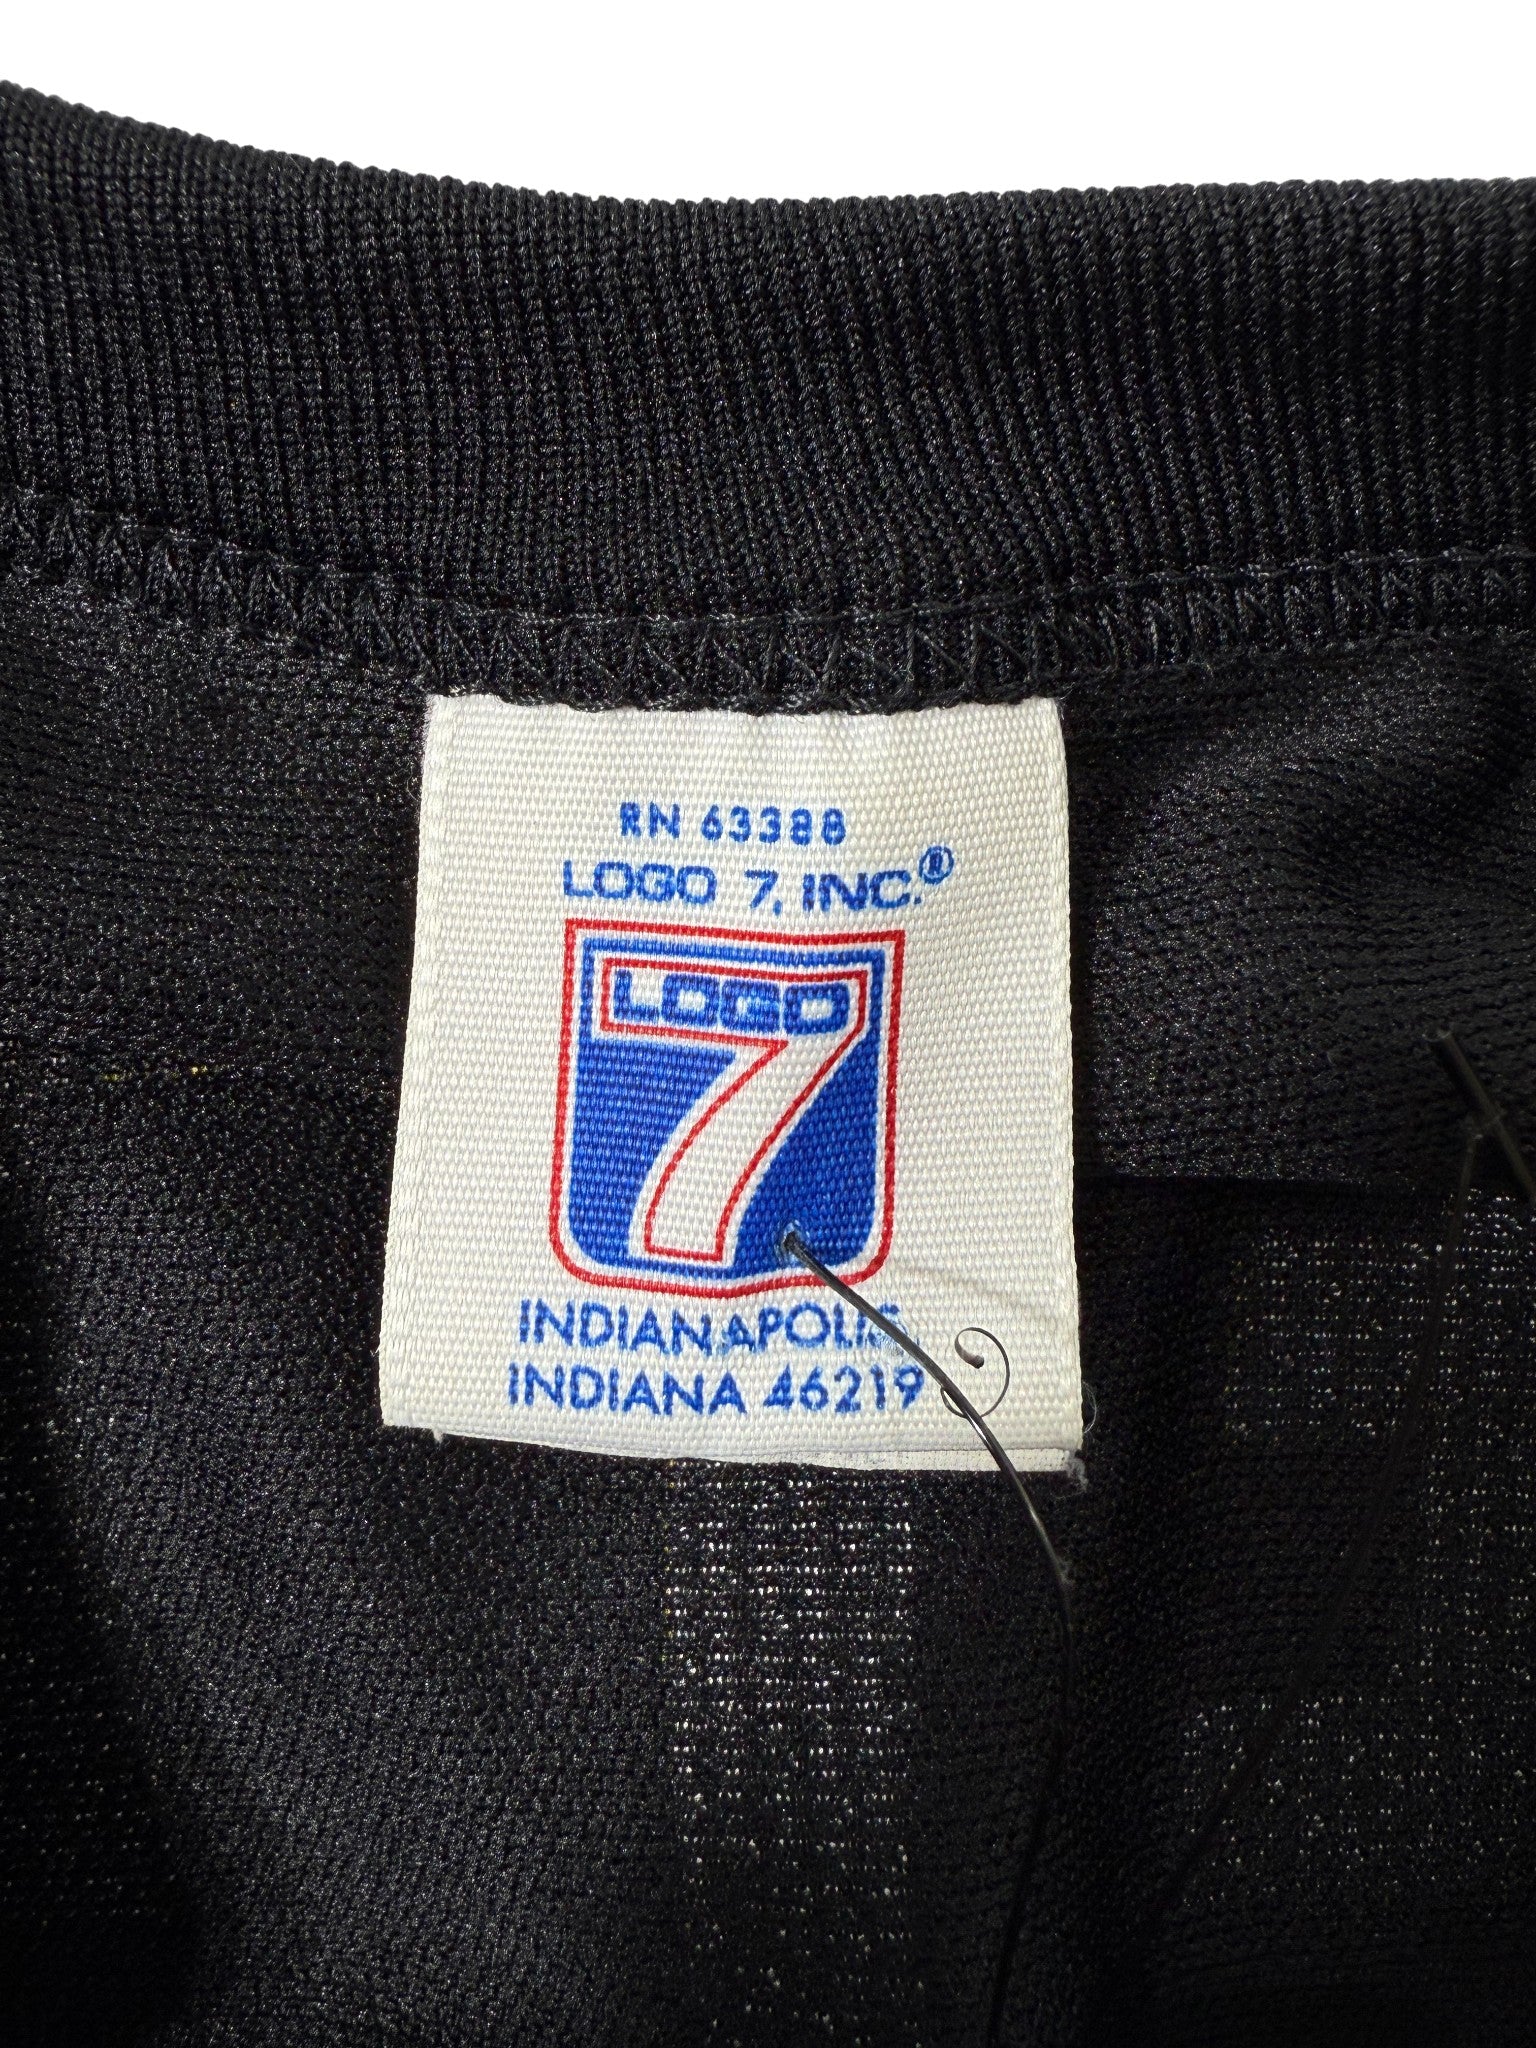 RN 63388
LOGO 7, INC.®
LOGO
7
INDIANAPOLIS,
INDIANA 46219